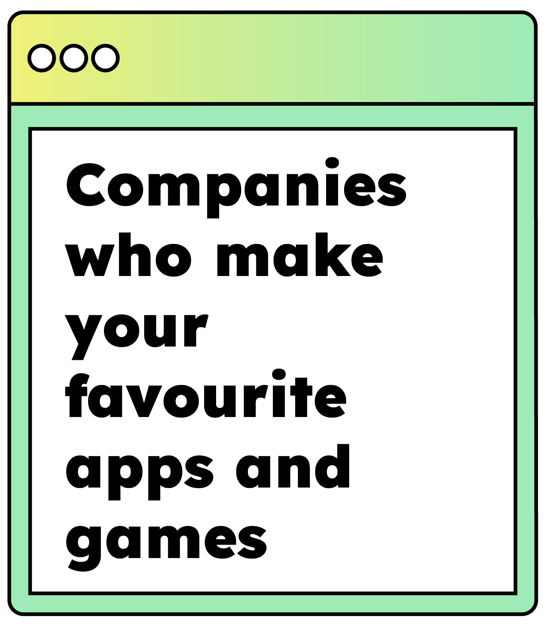 Companies
who make
your
favourite
apps and
games